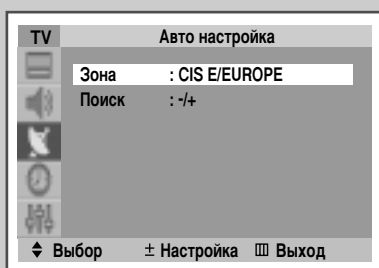 TV Авто настройка
Зона : CIS E/EUROPE
Поиск : -/+
Выбор ± Настройка Выход